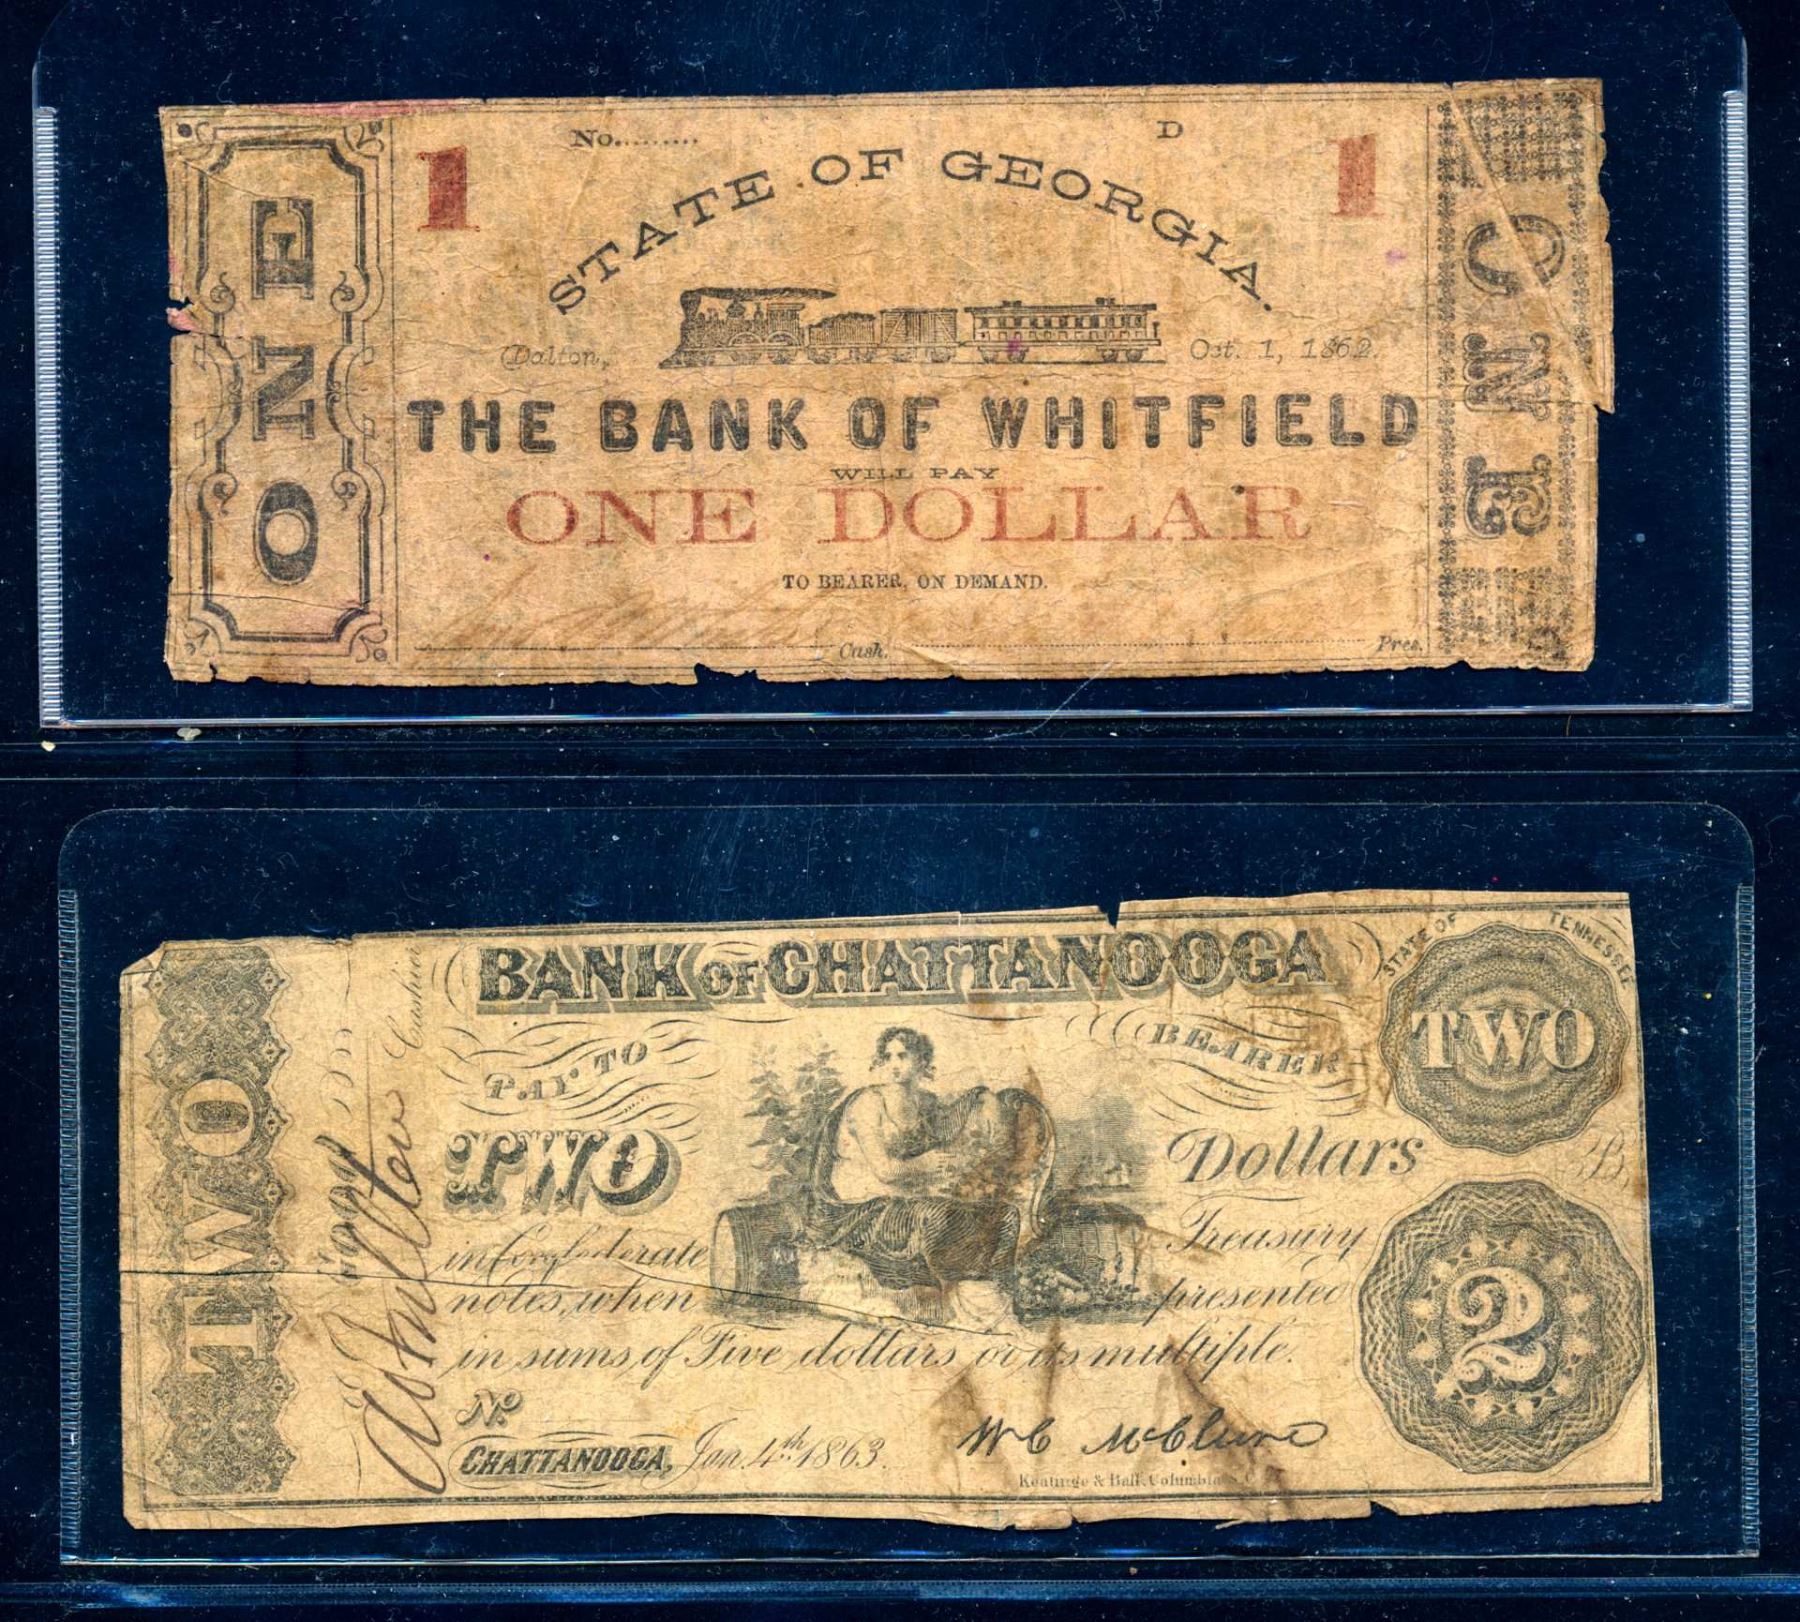 ONE
1
No.........
D
1
STATE OF GEORGIA.
Dalton,
Oct. 1, 1862.
THE BANK OF WHITFIELD
WILL PAY
ONE DOLLAR
TO BEARER, ON DEMAND.
Cash.
Pres.
ONE
TWO
Cashier
BANK OF CHATTANOOGA
STATE OF TENNESSEE
PAY TO
BEARER
TWO
TWO Dollars
B
in Confederate Treasury
notes, when presented
in sums of Five dollars or its multiple.
2
No
CHATTANOOGA, Jan. 4th 1863.
W C McClure
Keatinge & Ball, Columbia S.C.